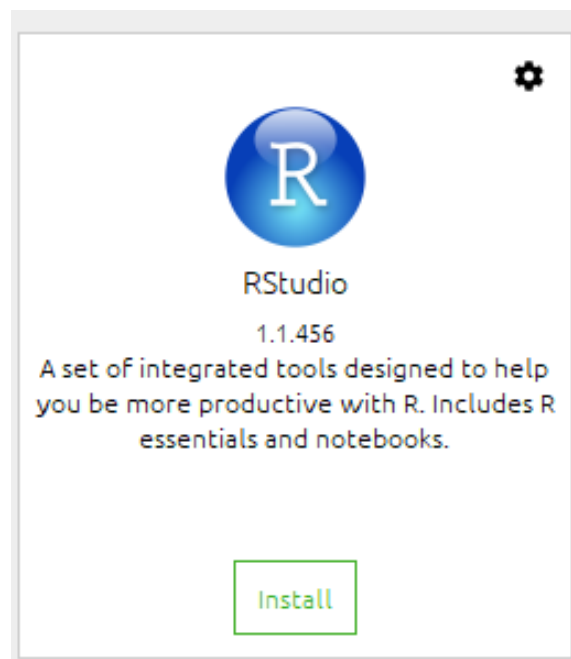 R
RStudio
1.1.456
A set of integrated tools designed to help
you be more productive with R. Includes R
essentials and notebooks.
Install